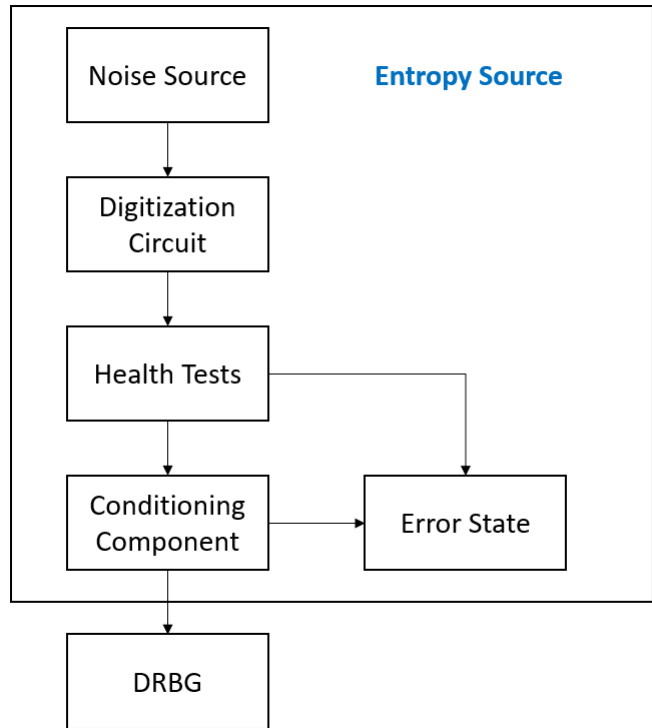 Noise Source
Entropy Source
Digitization
Circuit
Health Tests
Conditioning
Component
Error State
DRBG